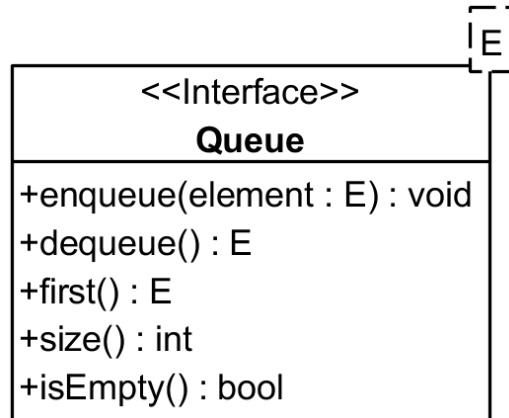 E
<<Interface>>
Queue
+enqueue(element : E) : void
+dequeue() : E
+first() : E
+size() : int
+isEmpty() : bool